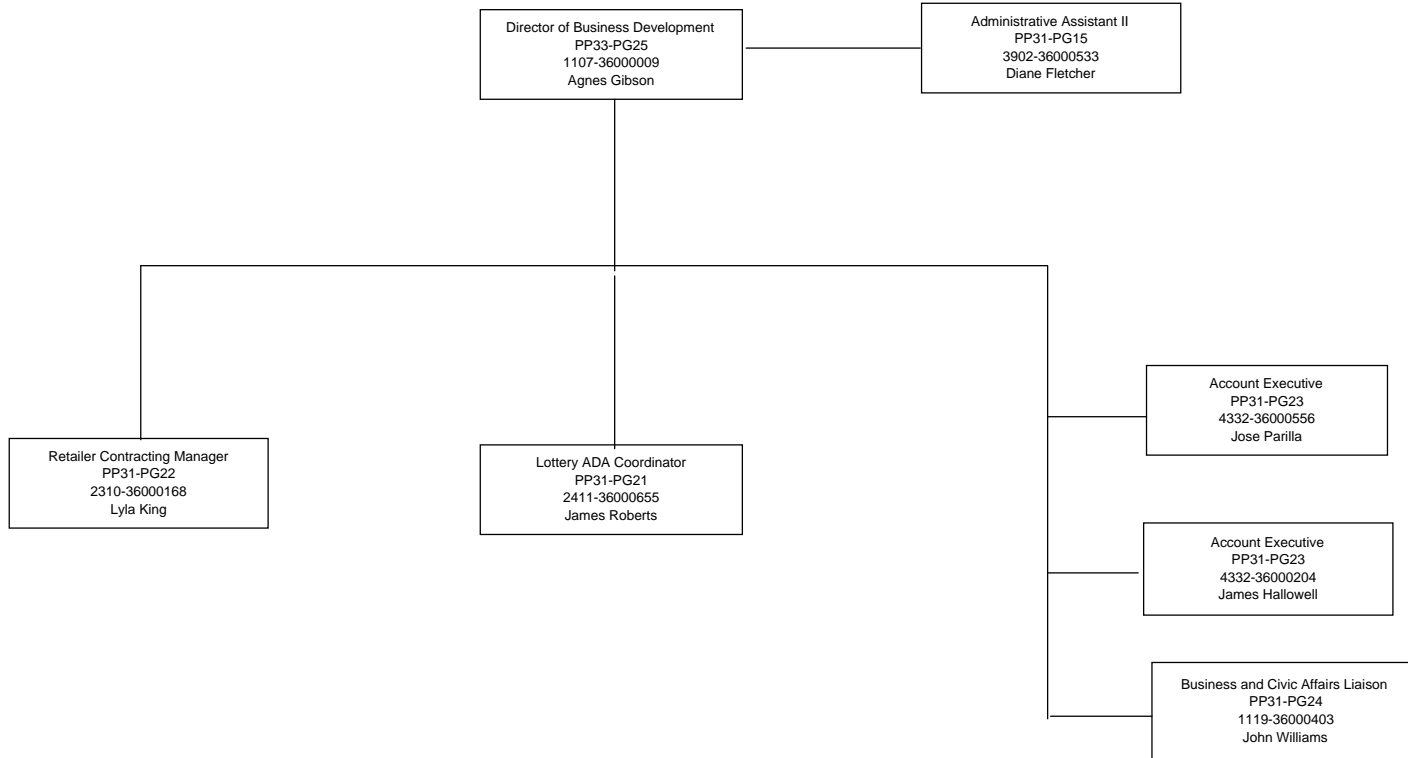 Director of Business Development
PP33-PG25
1107-36000009
Agnes Gibson
Administrative Assistant II
PP31-PG15
3902-36000533
Diane Fletcher
Account Executive
PP31-PG23
4332-36000556
Jose Parilla
Retailer Contracting Manager
PP31-PG22
2310-36000168
Lyla King
Lottery ADA Coordinator
PP31-PG21
2411-36000655
James Roberts
Account Executive
PP31-PG23
4332-36000204
James Hallowell
Business and Civic Affairs Liaison
PP31-PG24
1119-36000403
John Williams